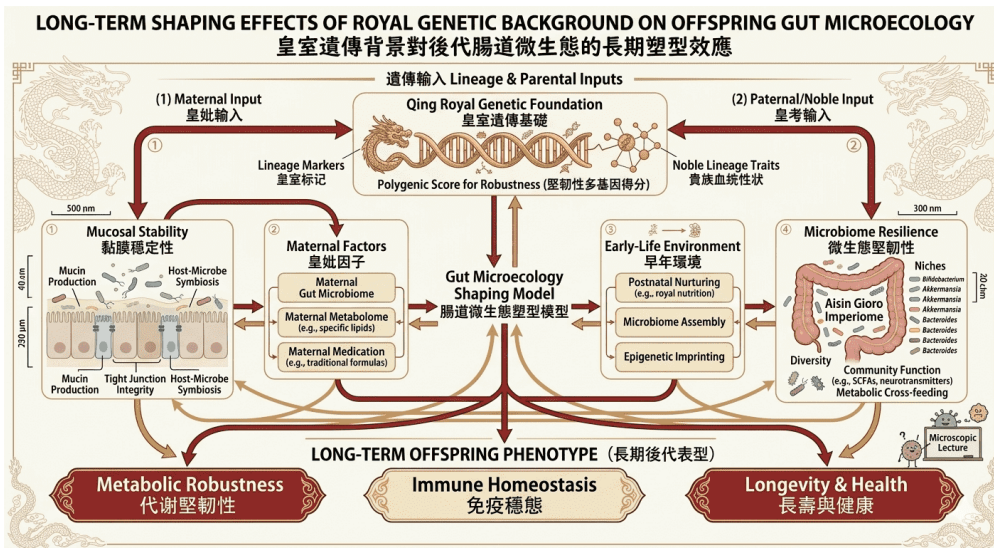 LONG-TERM SHAPING EFFECTS OF ROYAL GENETIC BACKGROUND ON OFFSPRING GUT MICROECOLOGY
皇室遺傳背景對後代腸道微生態的長期塑型效應
遺傳輸入 Lineage & Parental Inputs
(1) Maternal Input
皇妣輸入
①
Qing Royal Genetic Foundation
皇室遺傳基礎
Lineage Markers
皇室标记
Noble Lineage Traits
貴族血统性状
Polygenic Score for Robustness (堅韌性多基因得分)
(2) Paternal/Noble Input
皇考輸入
②
500 nm
①
Mucosal Stability
黏膜穩定性
Mucin
Production
Host-Microbe
Symbiosis
230 μm
Mucin
Production
Tight Junction
Integrity
Host-Microbe
Symbiosis
②
Maternal Factors
皇妣因子
Maternal
Gut Microbiome
Maternal Metabolome
(e.g., specific lipids)
Maternal Medication
(e.g., traditional formulas)
Gut Microecology
Shaping Model
腸道微生態塑型模型
③
Early-Life Environment
早年環境
Postnatal Nurturing
(e.g., royal nutrition)
Microbiome Assembly
Epigenetic Imprinting
300 nm
④
Microbiome Resilience
微生態堅韌性
Aisin Gioro
Imperiome
Niches
Bifidobacterium
Akkermansia
Akkermansia
Akkermansia
Bacteroides
Bacteroides
Bacteroides
Bacteroides
Diversity
Community Function
(e.g., SCFAs, neurotransmitters)
Metabolic Cross-feeding
Microscopic
Lecture
LONG-TERM OFFSPRING PHENOTYPE（長期後代表型）
Metabolic Robustness
代谢堅韌性
Immune Homeostasis
免疫穩態
Longevity & Health
長壽與健康